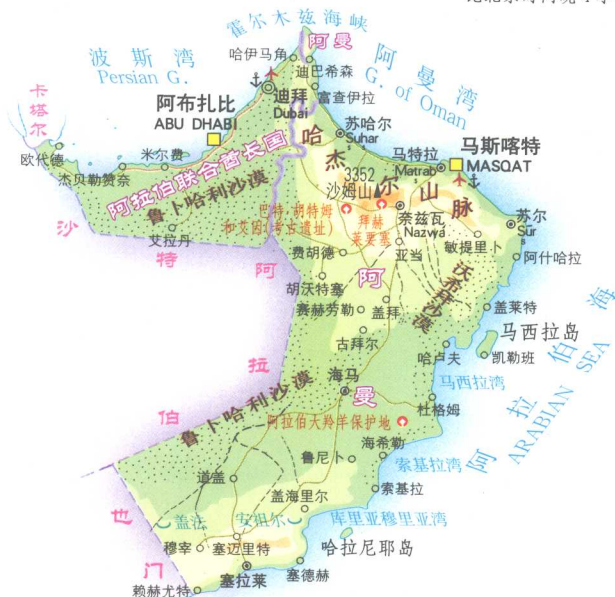 霍尔木兹海峡
波斯湾
Persian G.
阿曼
阿曼湾
G. of Oman
哈伊马角
迪巴希森
卡塔尔
迪拜
Dubai
富查伊拉
阿布扎比
ABU DHABI
苏哈尔
Suhar
马斯喀特
MASQAT
马特拉
Matrab
欧代德
米尔费
杰贝勒赞奈
阿拉伯联合酋长国
鲁卜哈利沙漠
哈杰尔山脉
3352
沙姆山
巴特·胡特姆
和艾因(考古遗址)
拜赫
莱要塞
奈兹瓦
Nazwá
苏尔
Sūr
艾拉丹
费胡德
亚当
敏提里卜
阿什哈拉
沙特阿拉伯
胡沃特塞
阿曼
沃希拜沙漠
赛赫劳勒
盖拜
盖莱特
古拜尔
马西拉岛
哈卢夫
凯勒班
海马
马西拉湾
阿拉伯海
ARABIAN SEA
鲁卜哈利沙漠
杜格姆
阿拉伯大羚羊保护地
海希勒
鲁尼卜
索基拉湾
道盖
索基拉
盖海里尔
也门
盖法
安坦尔
库里亚穆里亚湾
穆宰
塞迈里特
哈拉尼耶岛
塞拉莱
塞德赫
赖赫尤特